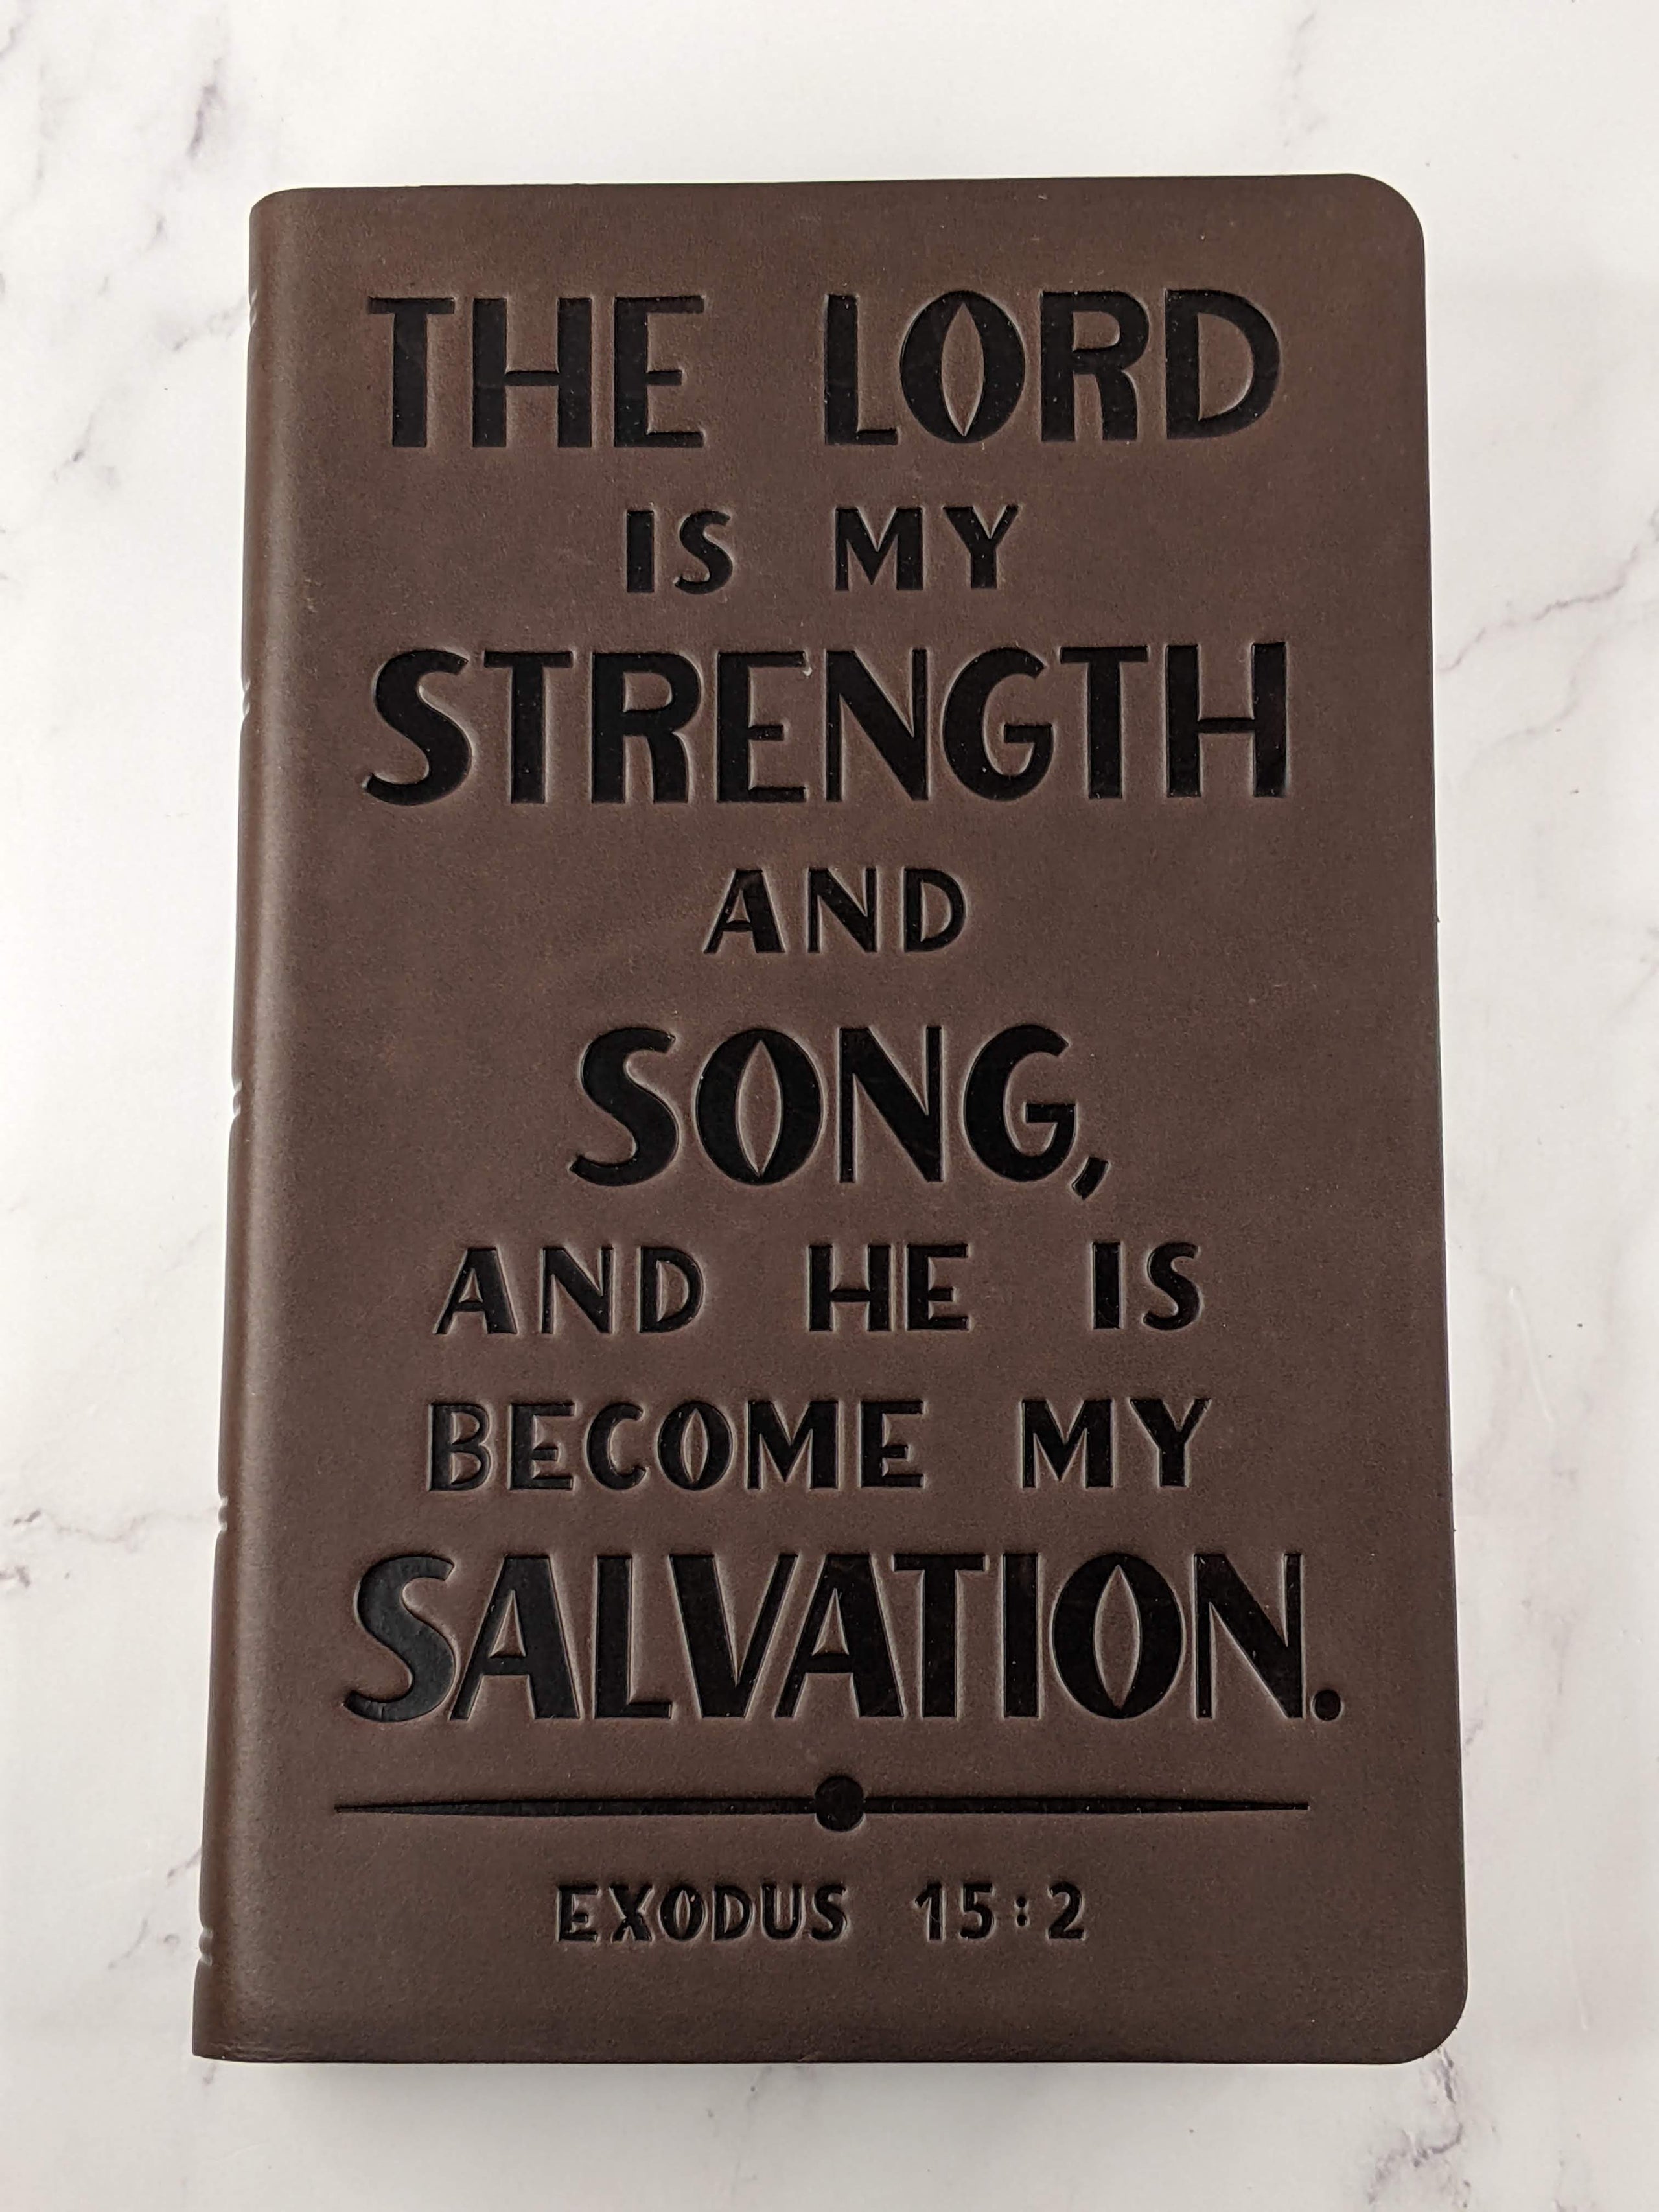 THE LORD
IS MY
STRENGTH
AND
SONG,
AND HE IS
BECOME MY
SALVATION.
EXODUS 15:2